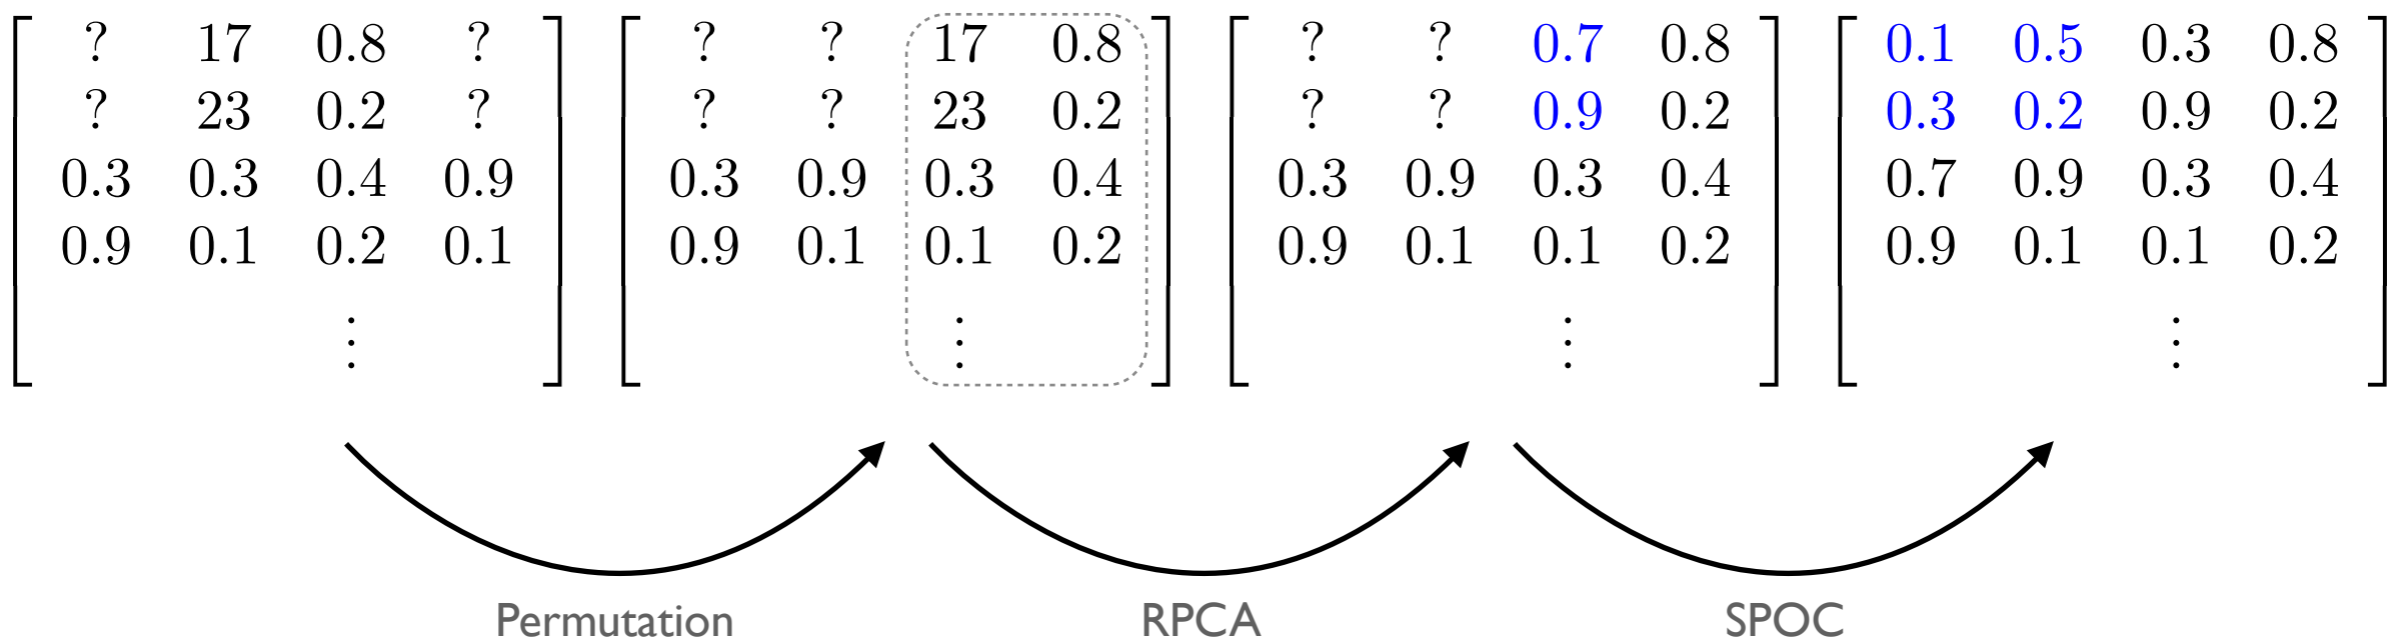 ? 17 0.8 ? ? ? 17 0.8 ? ? 0.7 0.8 0.1 0.5 0.3 0.8
? 23 0.2 ? ? ? 23 0.2 ? ? 0.9 0.2 0.3 0.2 0.9 0.2
0.3 0.3 0.4 0.9 0.3 0.9 0.3 0.4 0.3 0.9 0.3 0.4 0.7 0.9 0.3 0.4
0.9 0.1 0.2 0.1 0.9 0.1 0.1 0.2 0.9 0.1 0.1 0.2 0.9 0.1 0.1 0.2
⋮ ⋮ ⋮ ⋮
Permutation RPCA SPOC